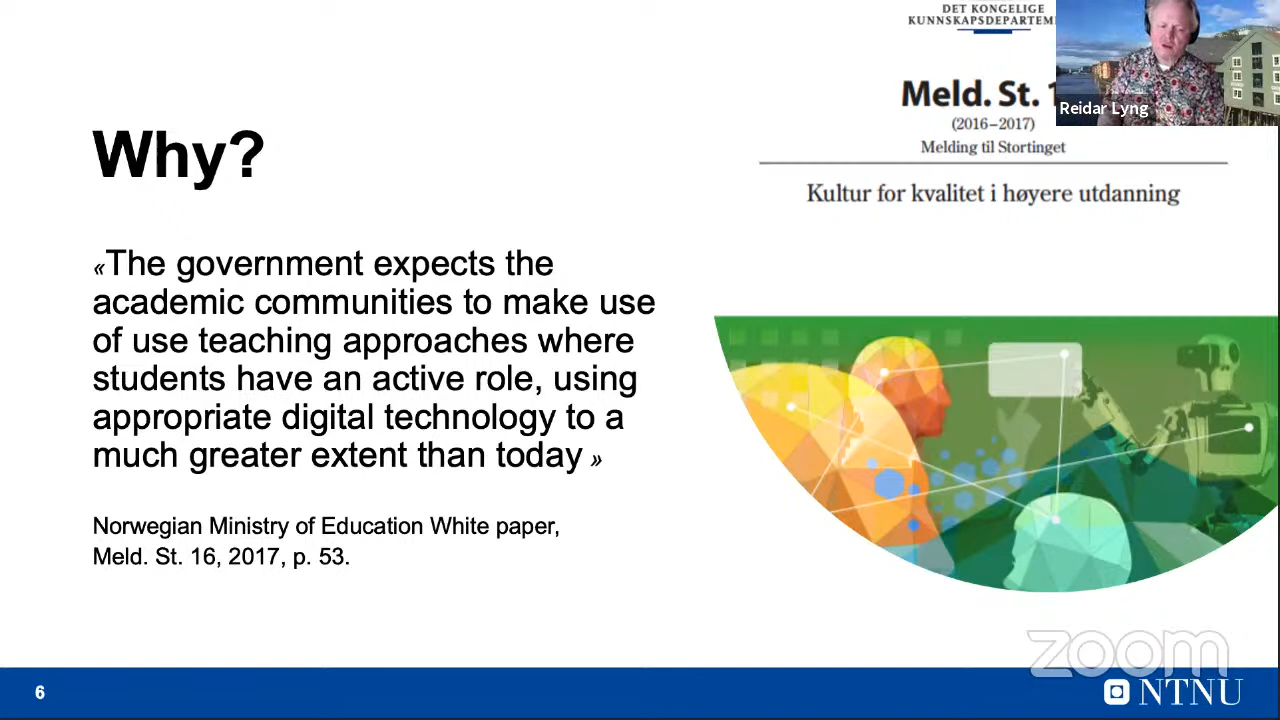 DET KONGELIGE
KUNNSKAPSDEPARTEM
Meld. St. 1
(2016–2017)
Melding til Stortinget
Kultur for kvalitet i høyere utdanning
Reidar Lyng
Why?
«The government expects the
academic communities to make use
of use teaching approaches where
students have an active role, using
appropriate digital technology to a
much greater extent than today »
Norwegian Ministry of Education White paper,
Meld. St. 16, 2017, p. 53.
zoom
6
NTNU